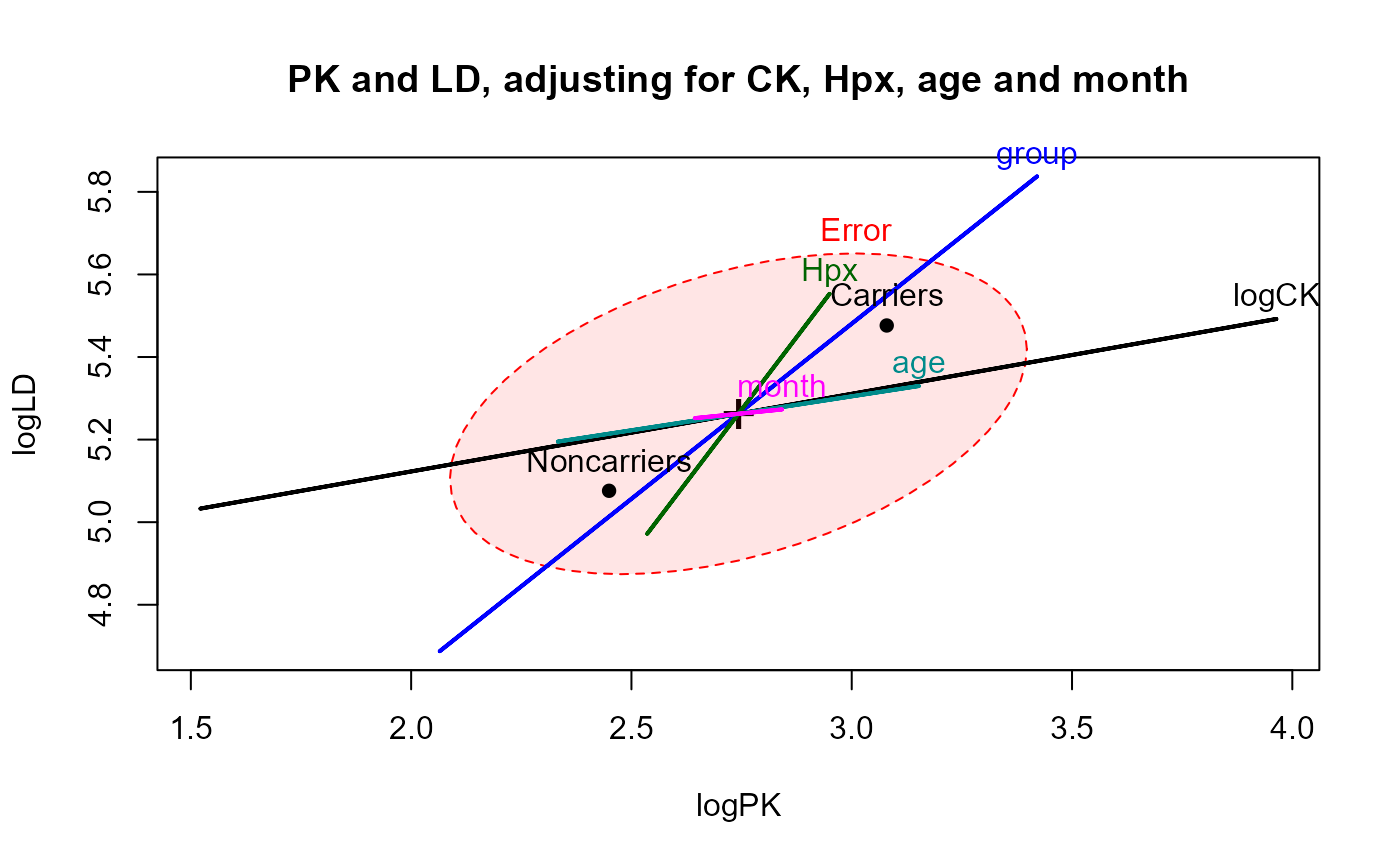 PK and LD, adjusting for CK, Hpx, age and month
group
Error
Hpx
Carriers
logCK
age
month
Noncarriers
5.8
5.6
5.4
5.2
5.0
4.8
logLD
1.5 2.0 2.5 3.0 3.5 4.0
logPK